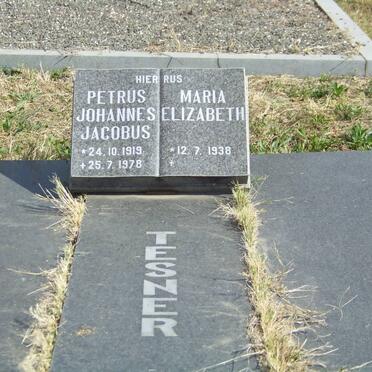 HIER RUS
PETRUS
JOHANNES
JACOBUS
*24.10.1919
+25.7.1978
MARIA
ELIZABETH
*12.7.1938
+
TESNER